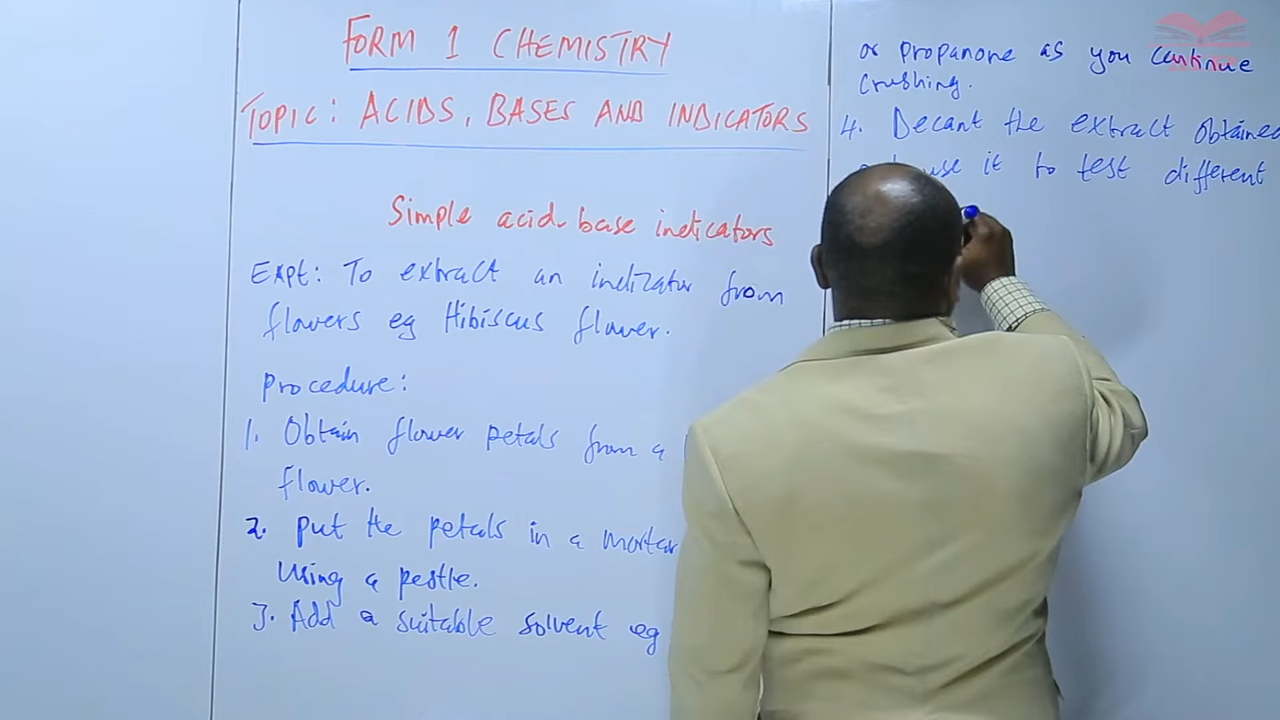 FORM 1 CHEMISTRY
TOPIC: ACIDS, BASES AND INDICATORS
Simple acid-base indicators
Expt: To extract an indicator from
flowers eg Hibiscus flower.
Procedure:
1. Obtain flower petals from a
flower.
2. Put the petals in a mortar
Using a pestle.
3. Add a suitable solvent eg
or propanone as you continue
crushing.
4. Decant the extract obtained
use it to test different